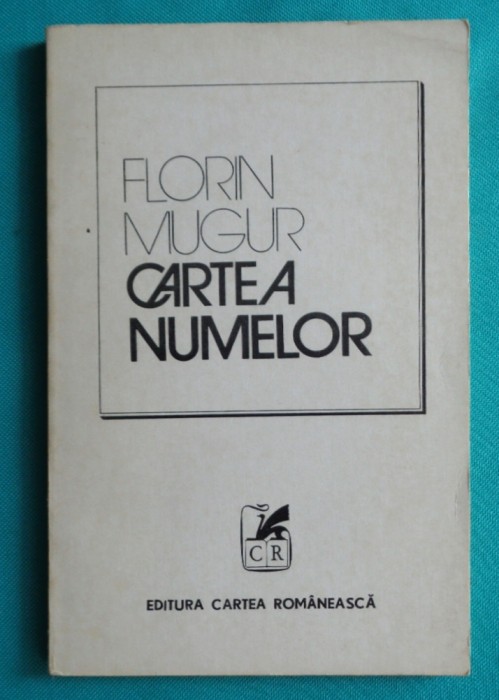 FLORIN
MUGUR
CARTEA
NUMELOR
CR
EDITURA CARTEA ROMÂNEASCĂ